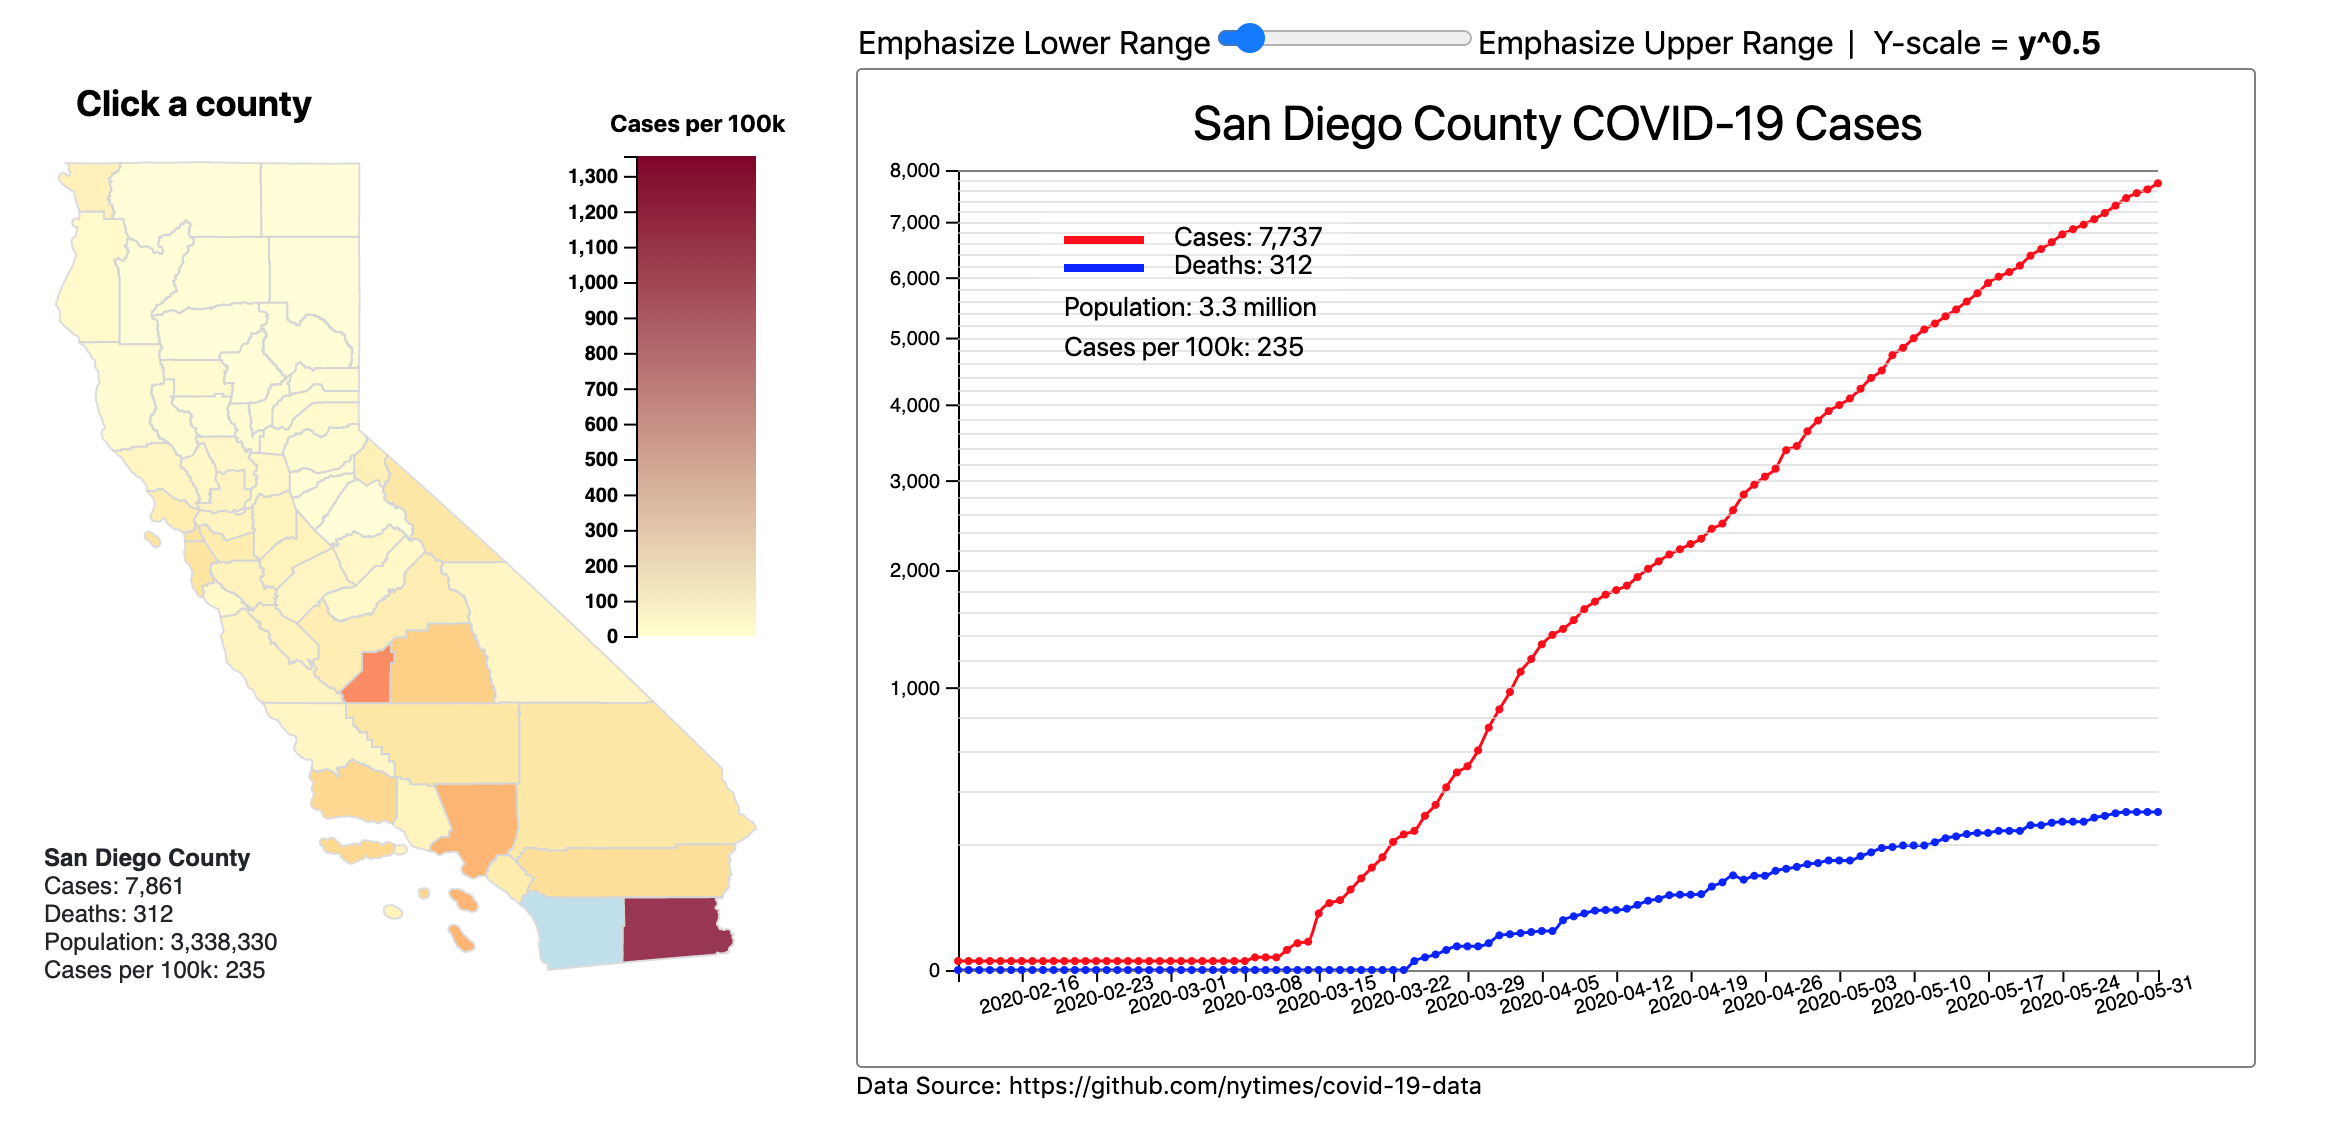 Emphasize Lower Range Emphasize Upper Range | Y-scale = y^0.5
Click a county
Cases per 100k
1,300
1,200
1,100
1,000
900
800
700
600
500
400
300
200
100
0
San Diego County
Cases: 7,861
Deaths: 312
Population: 3,338,330
Cases per 100k: 235
San Diego County COVID-19 Cases
8,000
7,000
6,000
5,000
4,000
3,000
2,000
1,000
0
Cases: 7,737
Deaths: 312
Population: 3.3 million
Cases per 100k: 235
2020-02-16 2020-02-23 2020-03-01 2020-03-08 2020-03-15 2020-03-22 2020-03-29 2020-04-05 2020-04-12 2020-04-19 2020-04-26 2020-05-03 2020-05-10 2020-05-17 2020-05-24 2020-05-31
Data Source: https://github.com/nytimes/covid-19-data